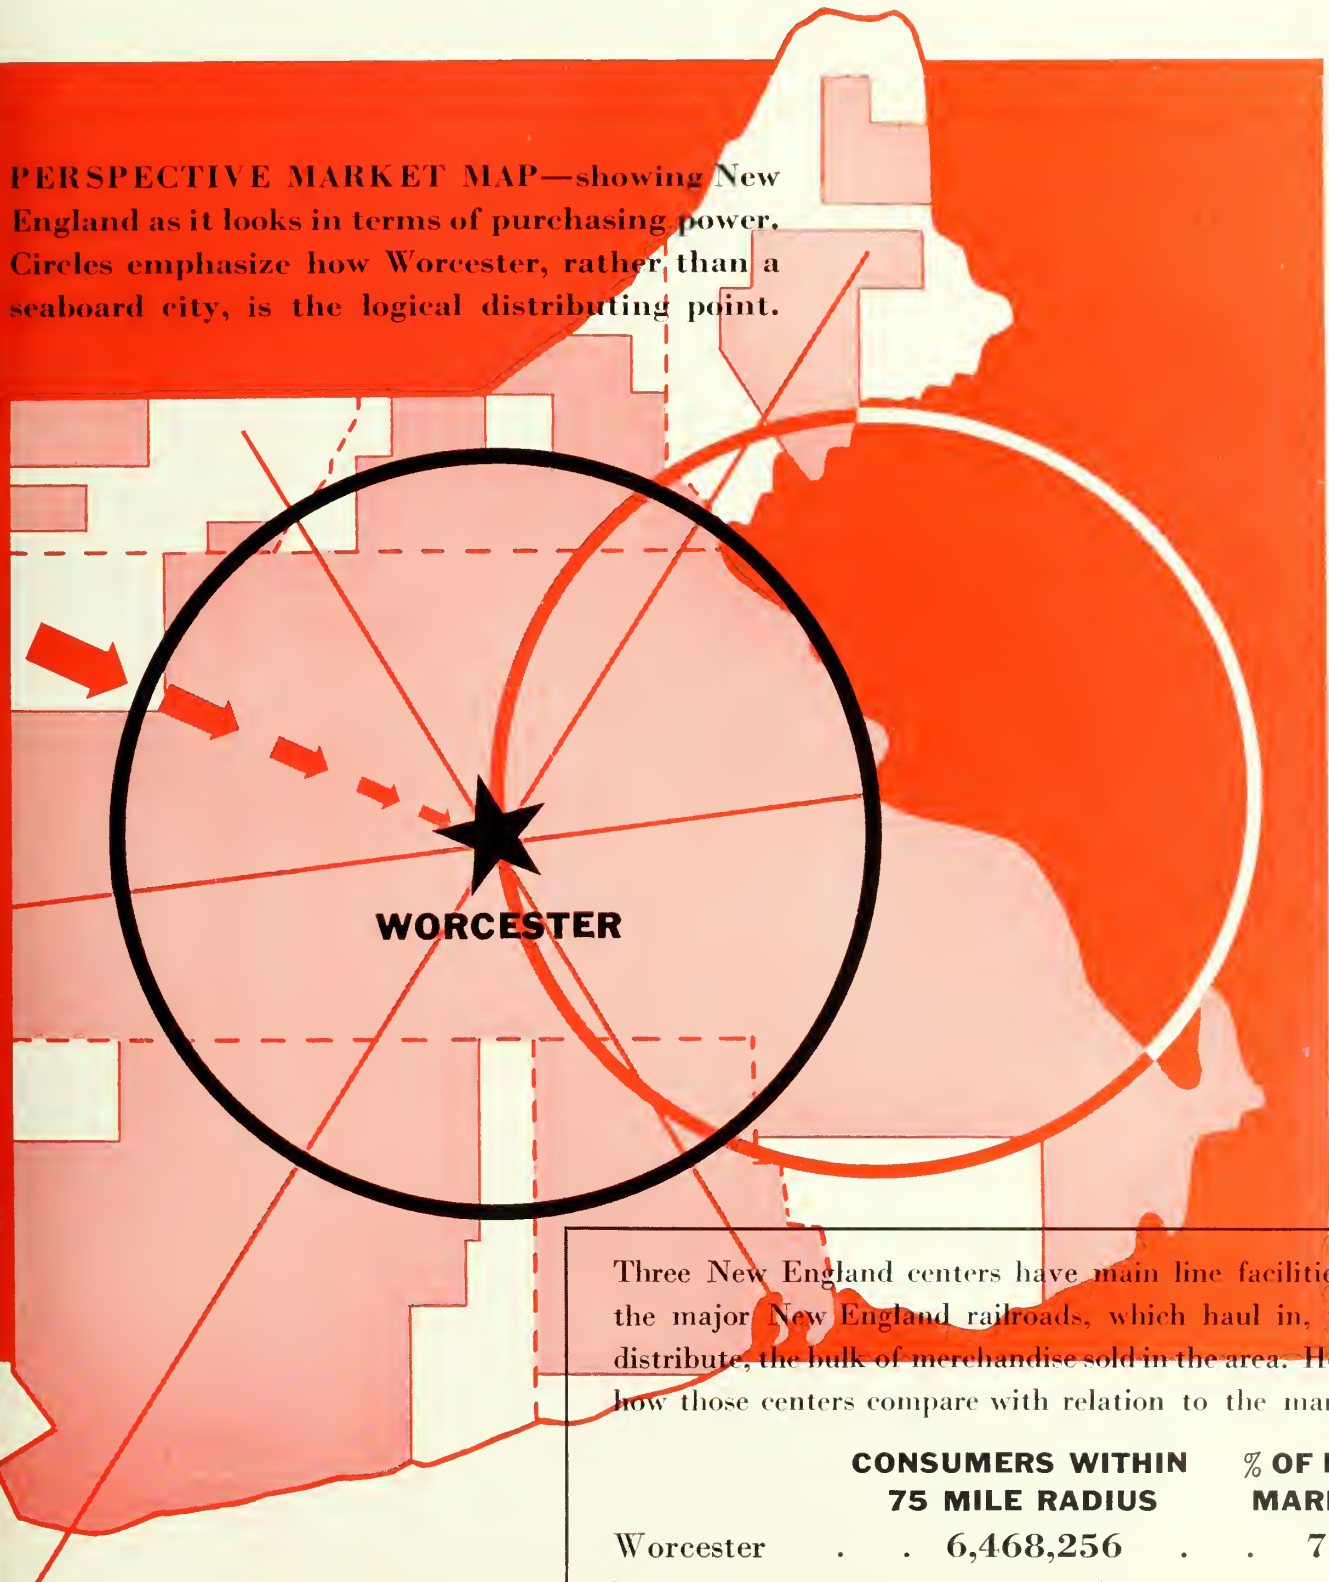 PERSPECTIVE MARKET MAP—showing New
England as it looks in terms of purchasing power.
Circles emphasize how Worcester, rather than a
seaboard city, is the logical distributing point.
WORCESTER
Three New England centers have main line
the major New England railroads, which haul in,
distribute, the bulk of merchandise sold in the area.
how those centers compare with relation to the
CONSUMERS WITHIN % OF
75 MILE RADIUS
Worcester . . 6,468,256 . .